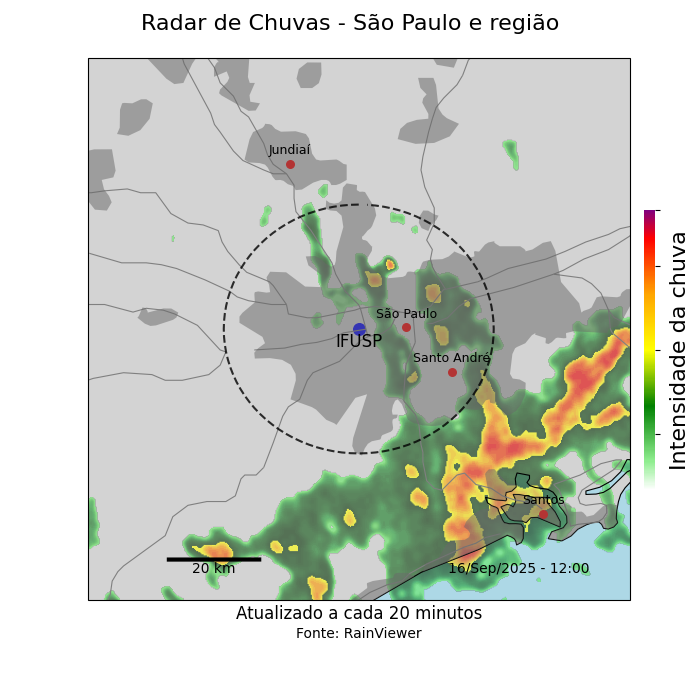 Radar de Chuvas - São Paulo e região
Jundiaí
São Paulo
IFUSP
Santo André
Santos
20 km
16/Sep/2025 - 12:00
Intensidade da chuva
Atualizado a cada 20 minutos
Fonte: RainViewer